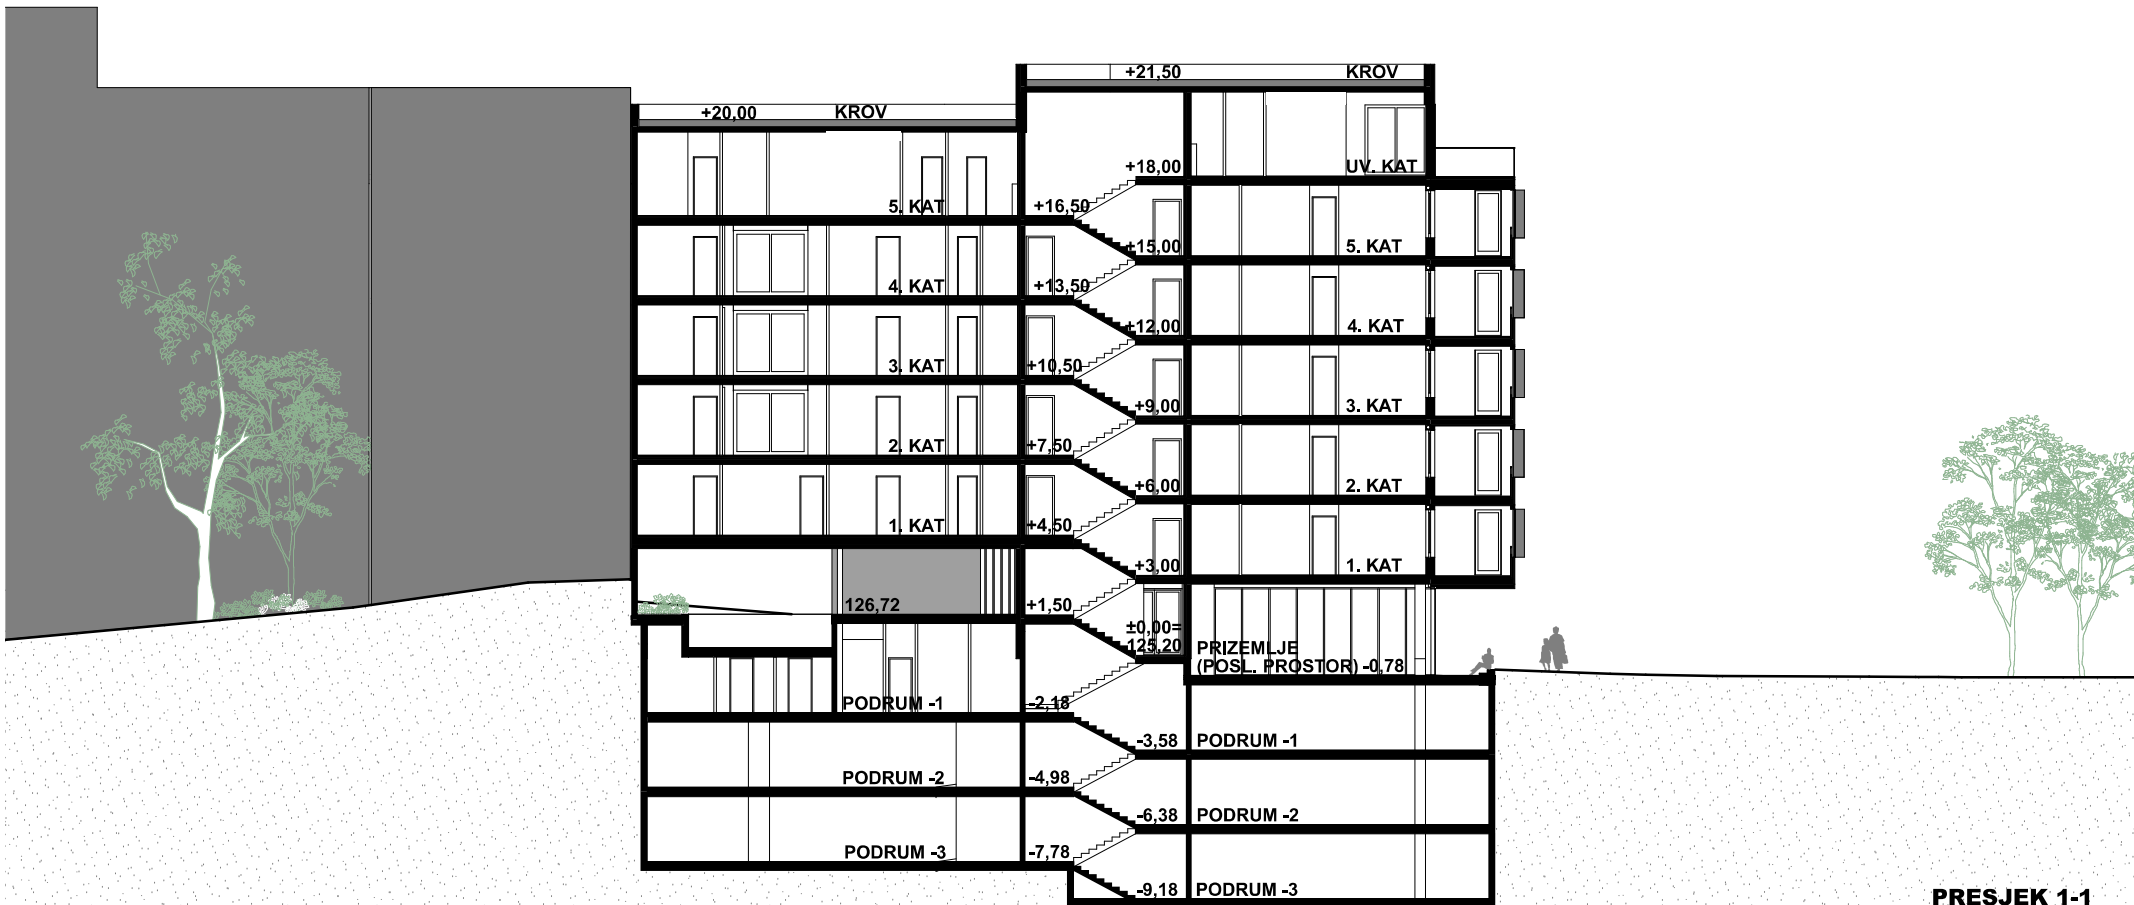 +21,50 KROV
+20,00 KROV
+18,00 UV. KAT
5. KAT +16,50
+15,00 5. KAT
4. KAT +13,50
+12,00 4. KAT
3. KAT +10,50
+9,00 3. KAT
2. KAT +7,50
+6,00 2. KAT
1. KAT +4,50
+3,00 1. KAT
126,72 +1,50
±0,00=
125,20 PRIZEMLJE
(POSL. PROSTOR) -0,78
PODRUM -1 -2,18
-3,58 PODRUM -1
PODRUM -2 -4,98
-6,38 PODRUM -2
PODRUM -3 -7,78
-9,18 PODRUM -3
PRESJEK 1-1